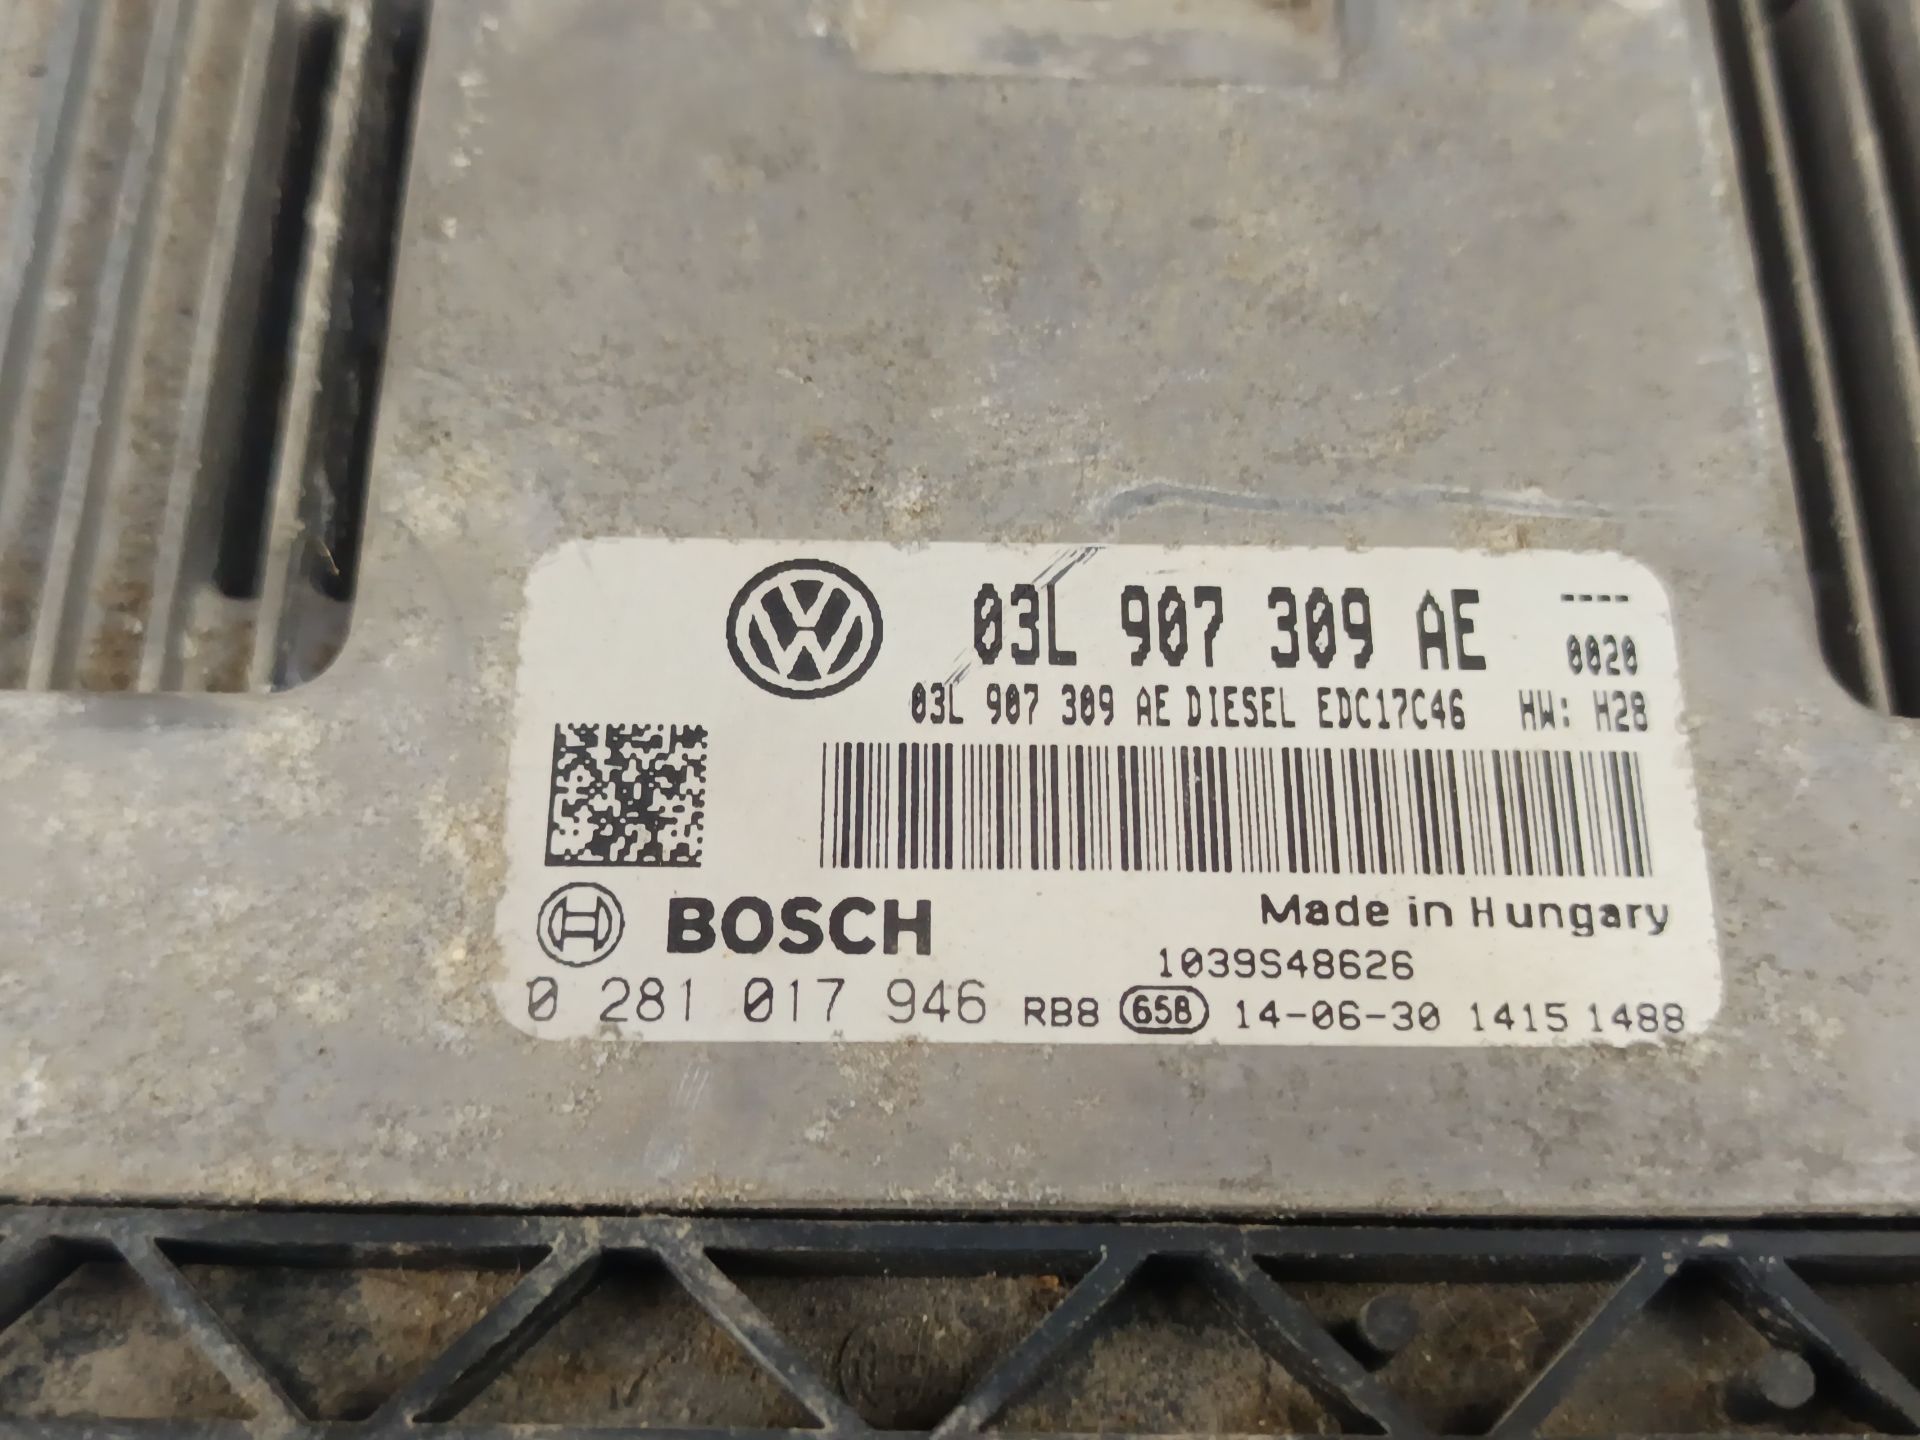 03L 907 309 AE ----
0020
03L 907 309 AE DIESEL EDC17C46 HW: H28
BOSCH
Made in Hungary
1039S48626
0 281 017 946 RB8 658 14-06-30 1415 1488